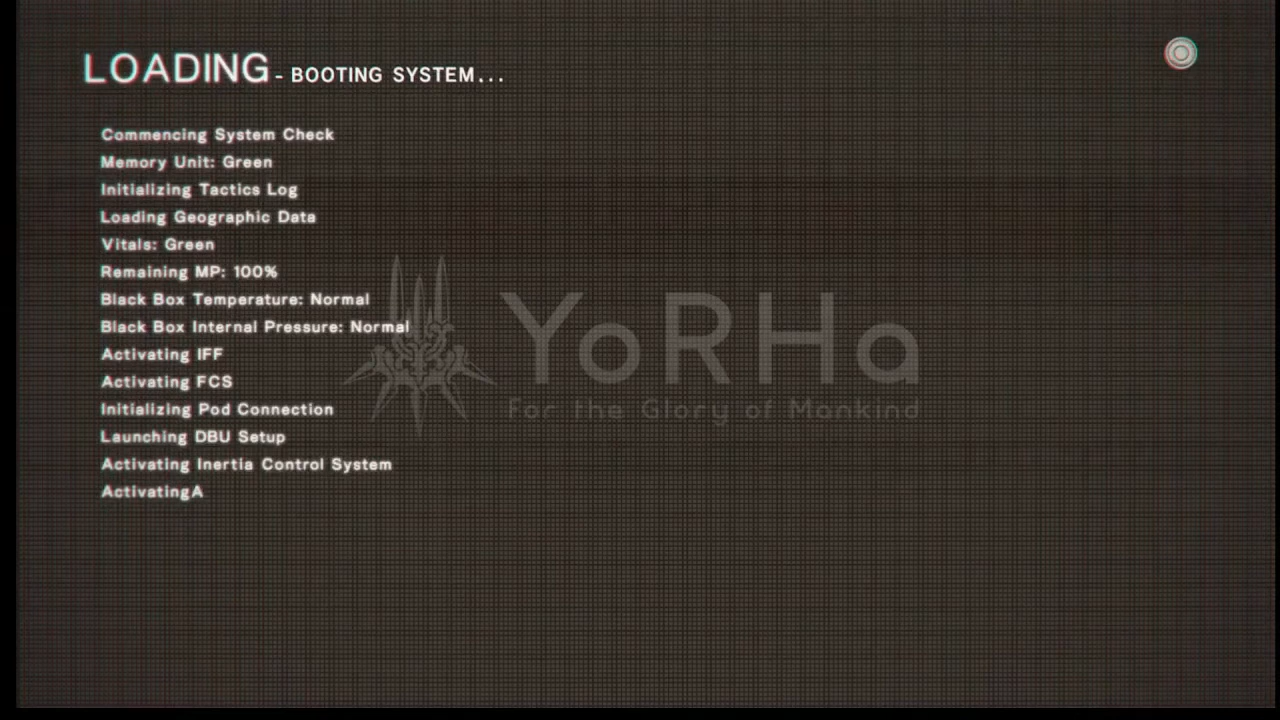 LOADING - BOOTING SYSTEM...
Commencing System Check
Memory Unit: Green
Initializing Tactics Log
Loading Geographic Data
Vitals: Green
Remaining MP: 100%
Black Box Temperature: Normal
Black Box Internal Pressure: Normal
Activating IFF
Activating FCS
Initializing Pod Connection
Launching DBU Setup
Activating Inertia Control System
ActivatingA
YoRHa
For the Glory of Mankind